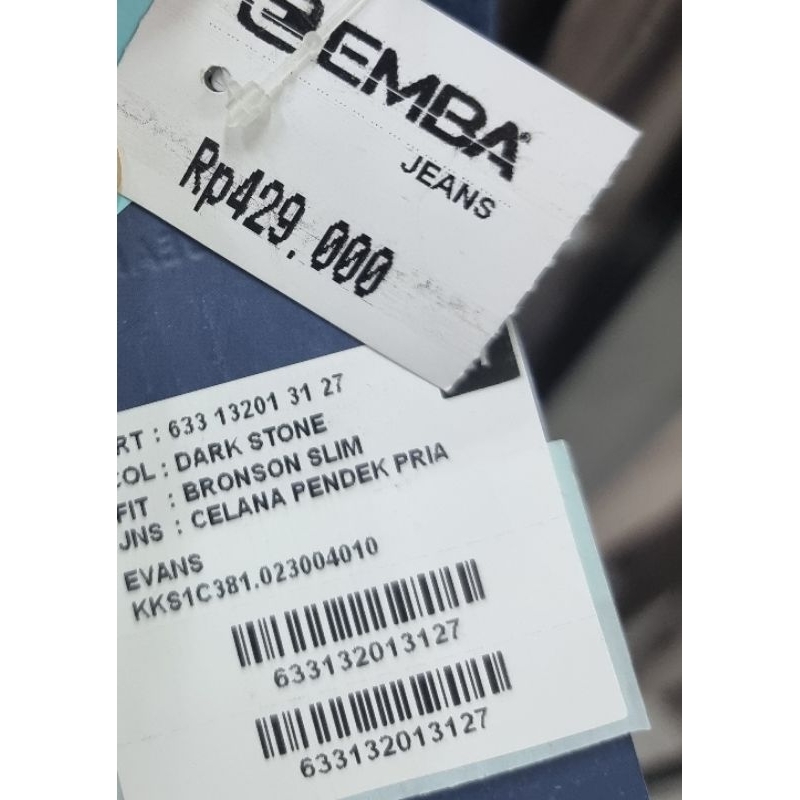 EMBA
JEANS
Rp429.000
RT : 633 13201 31 27
COL : DARK STONE
FIT : BRONSON SLIM
JNS : CELANA PENDEK PRIA
EVANS
KKS1C381.023004010
633132013127
633132013127